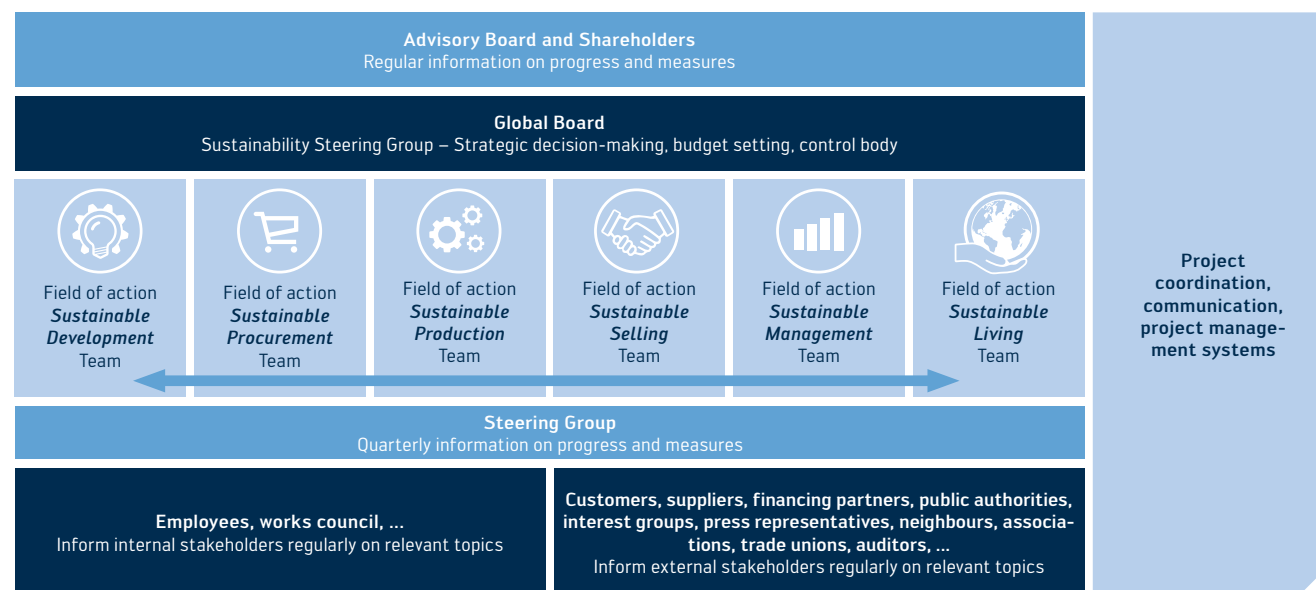 Advisory Board and Shareholders
Regular information on progress and measures
Global Board
Sustainability Steering Group – Strategic decision-making, budget setting, control body
Field of action
Sustainable
Development
Team
Field of action
Sustainable
Procurement
Team
Field of action
Sustainable
Production
Team
Field of action
Sustainable
Selling
Team
Field of action
Sustainable
Management
Team
Field of action
Sustainable
Living
Team
Steering Group
Quarterly information on progress and measures
Employees, works council, ...
Inform internal stakeholders regularly on relevant topics
Customers, suppliers, financing partners, public authorities,
interest groups, press representatives, neighbours, associa-
tions, trade unions, auditors, ...
Inform external stakeholders regularly on relevant topics
Project
coordination,
communication,
project manage-
ment systems